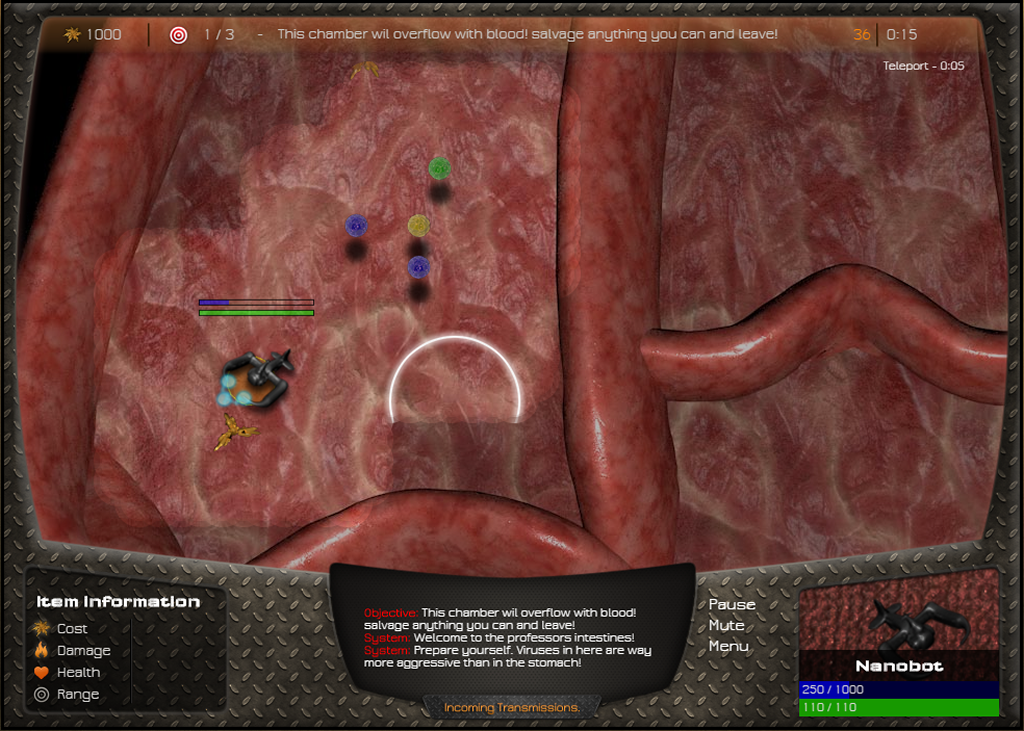 1000 1 / 3 - This chamber wil overflow with blood! salvage anything you can and leave! 36 0:15
Teleport - 0:05
Item Information
Cost
Damage
Health
Range
Objective: This chamber wil overflow with blood!
salvage anything you can and leave!
System: Welcome to the professors intestines!
System: Prepare yourself. Viruses in here are way
more aggressive than in the stomach!
Incoming Transmissions.
Pause
Mute
Menu
Nanobot
250 / 1000
110 / 110